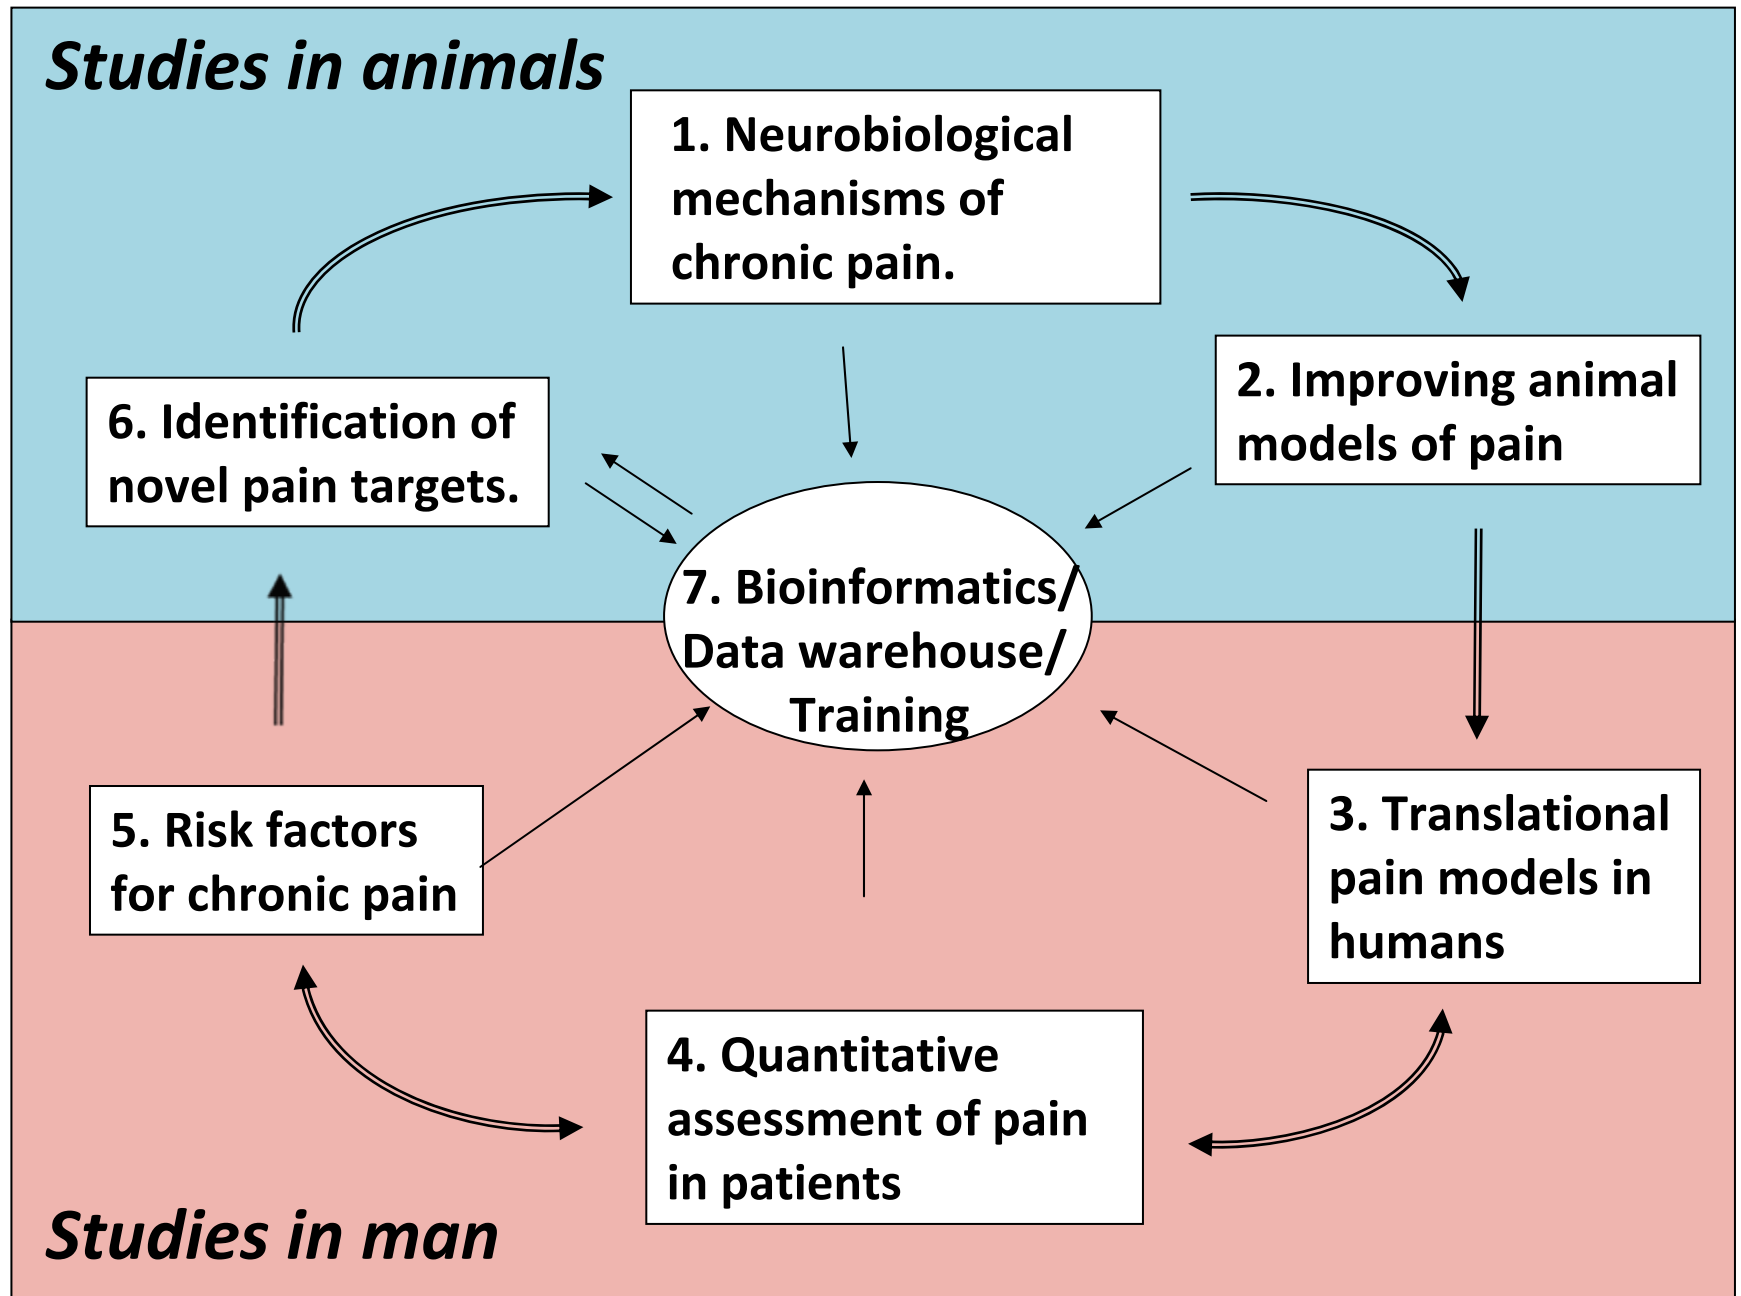 Studies in animals
1. Neurobiological
mechanisms of
chronic pain.
2. Improving animal
models of pain
6. Identification of
novel pain targets.
7. Bioinformatics/
Data warehouse/
Training
3. Translational
pain models in
humans
5. Risk factors
for chronic pain
4. Quantitative
assessment of pain
in patients
Studies in man